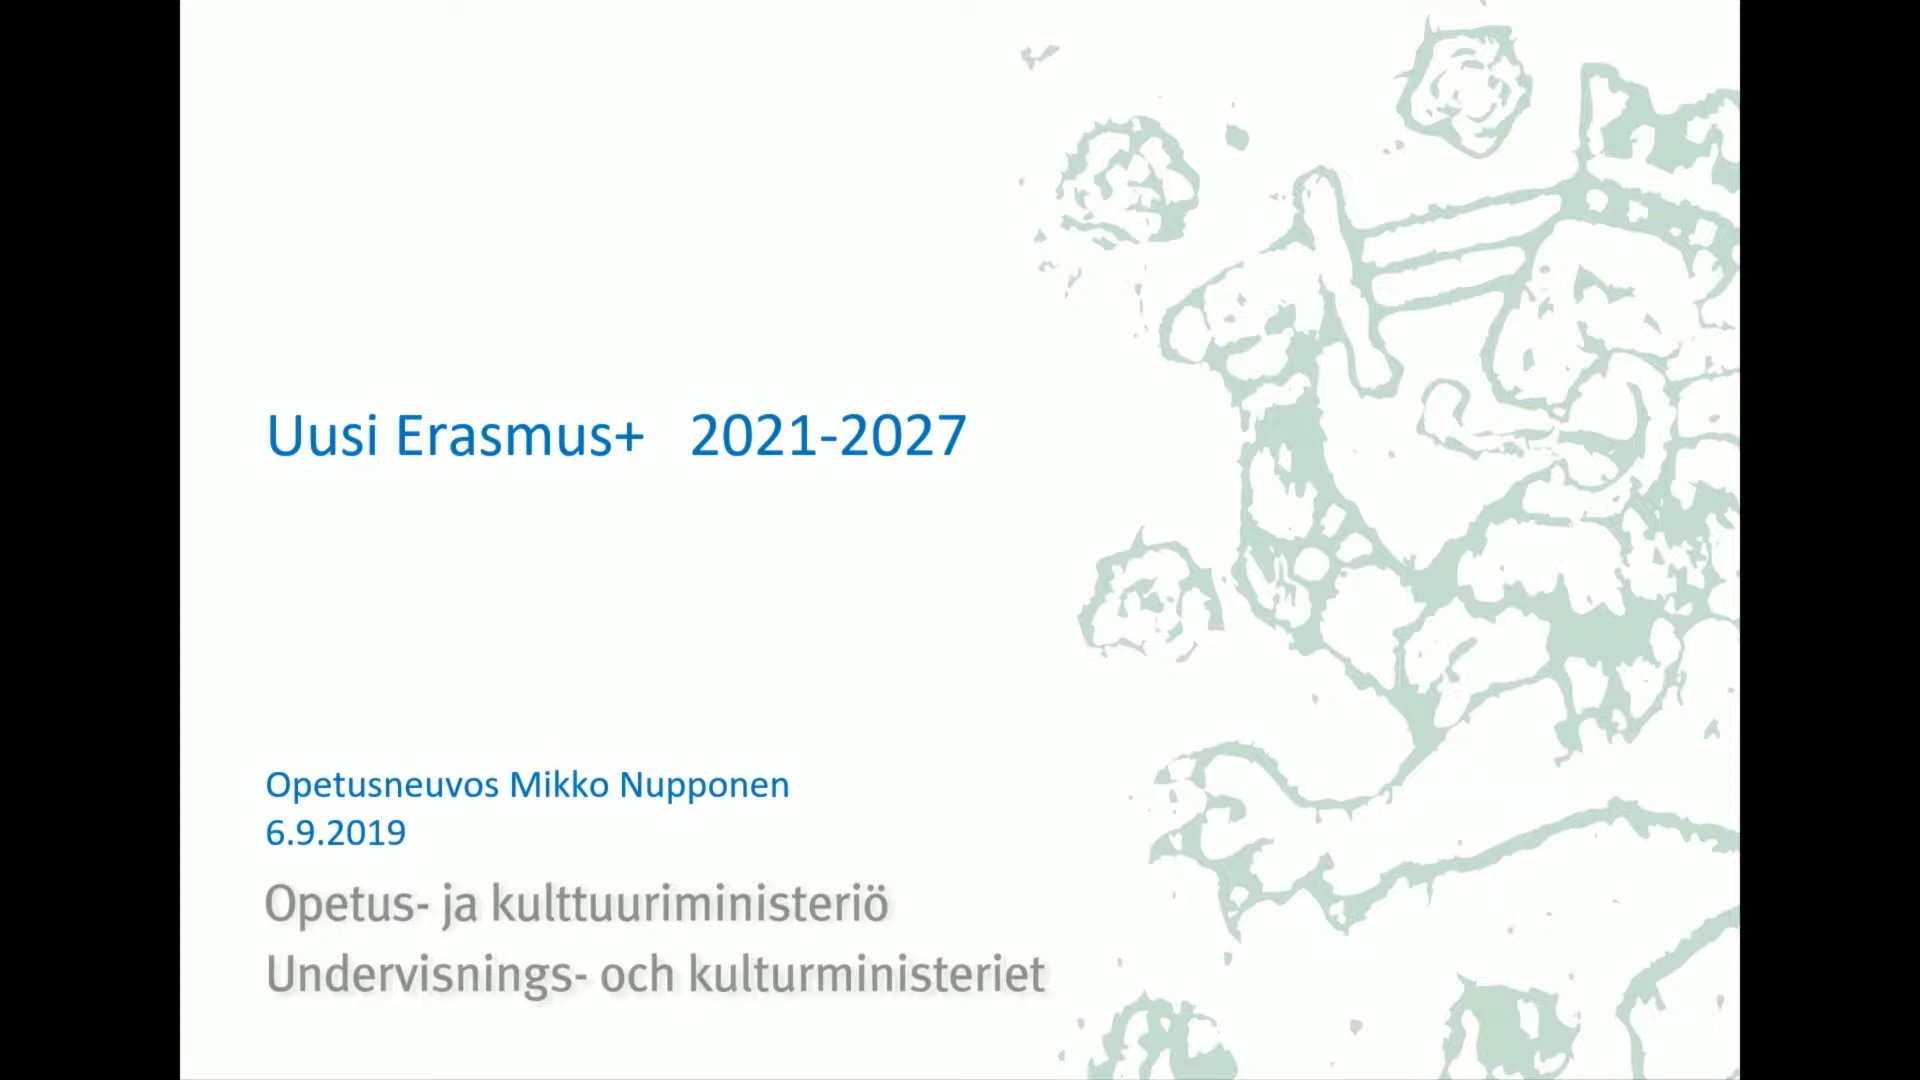 Uusi Erasmus+ 2021-2027
Opetusneuvos Mikko Nupponen
6.9.2019
Opetus- ja kulttuuriministeriö
Undervisnings- och kulturministeriet